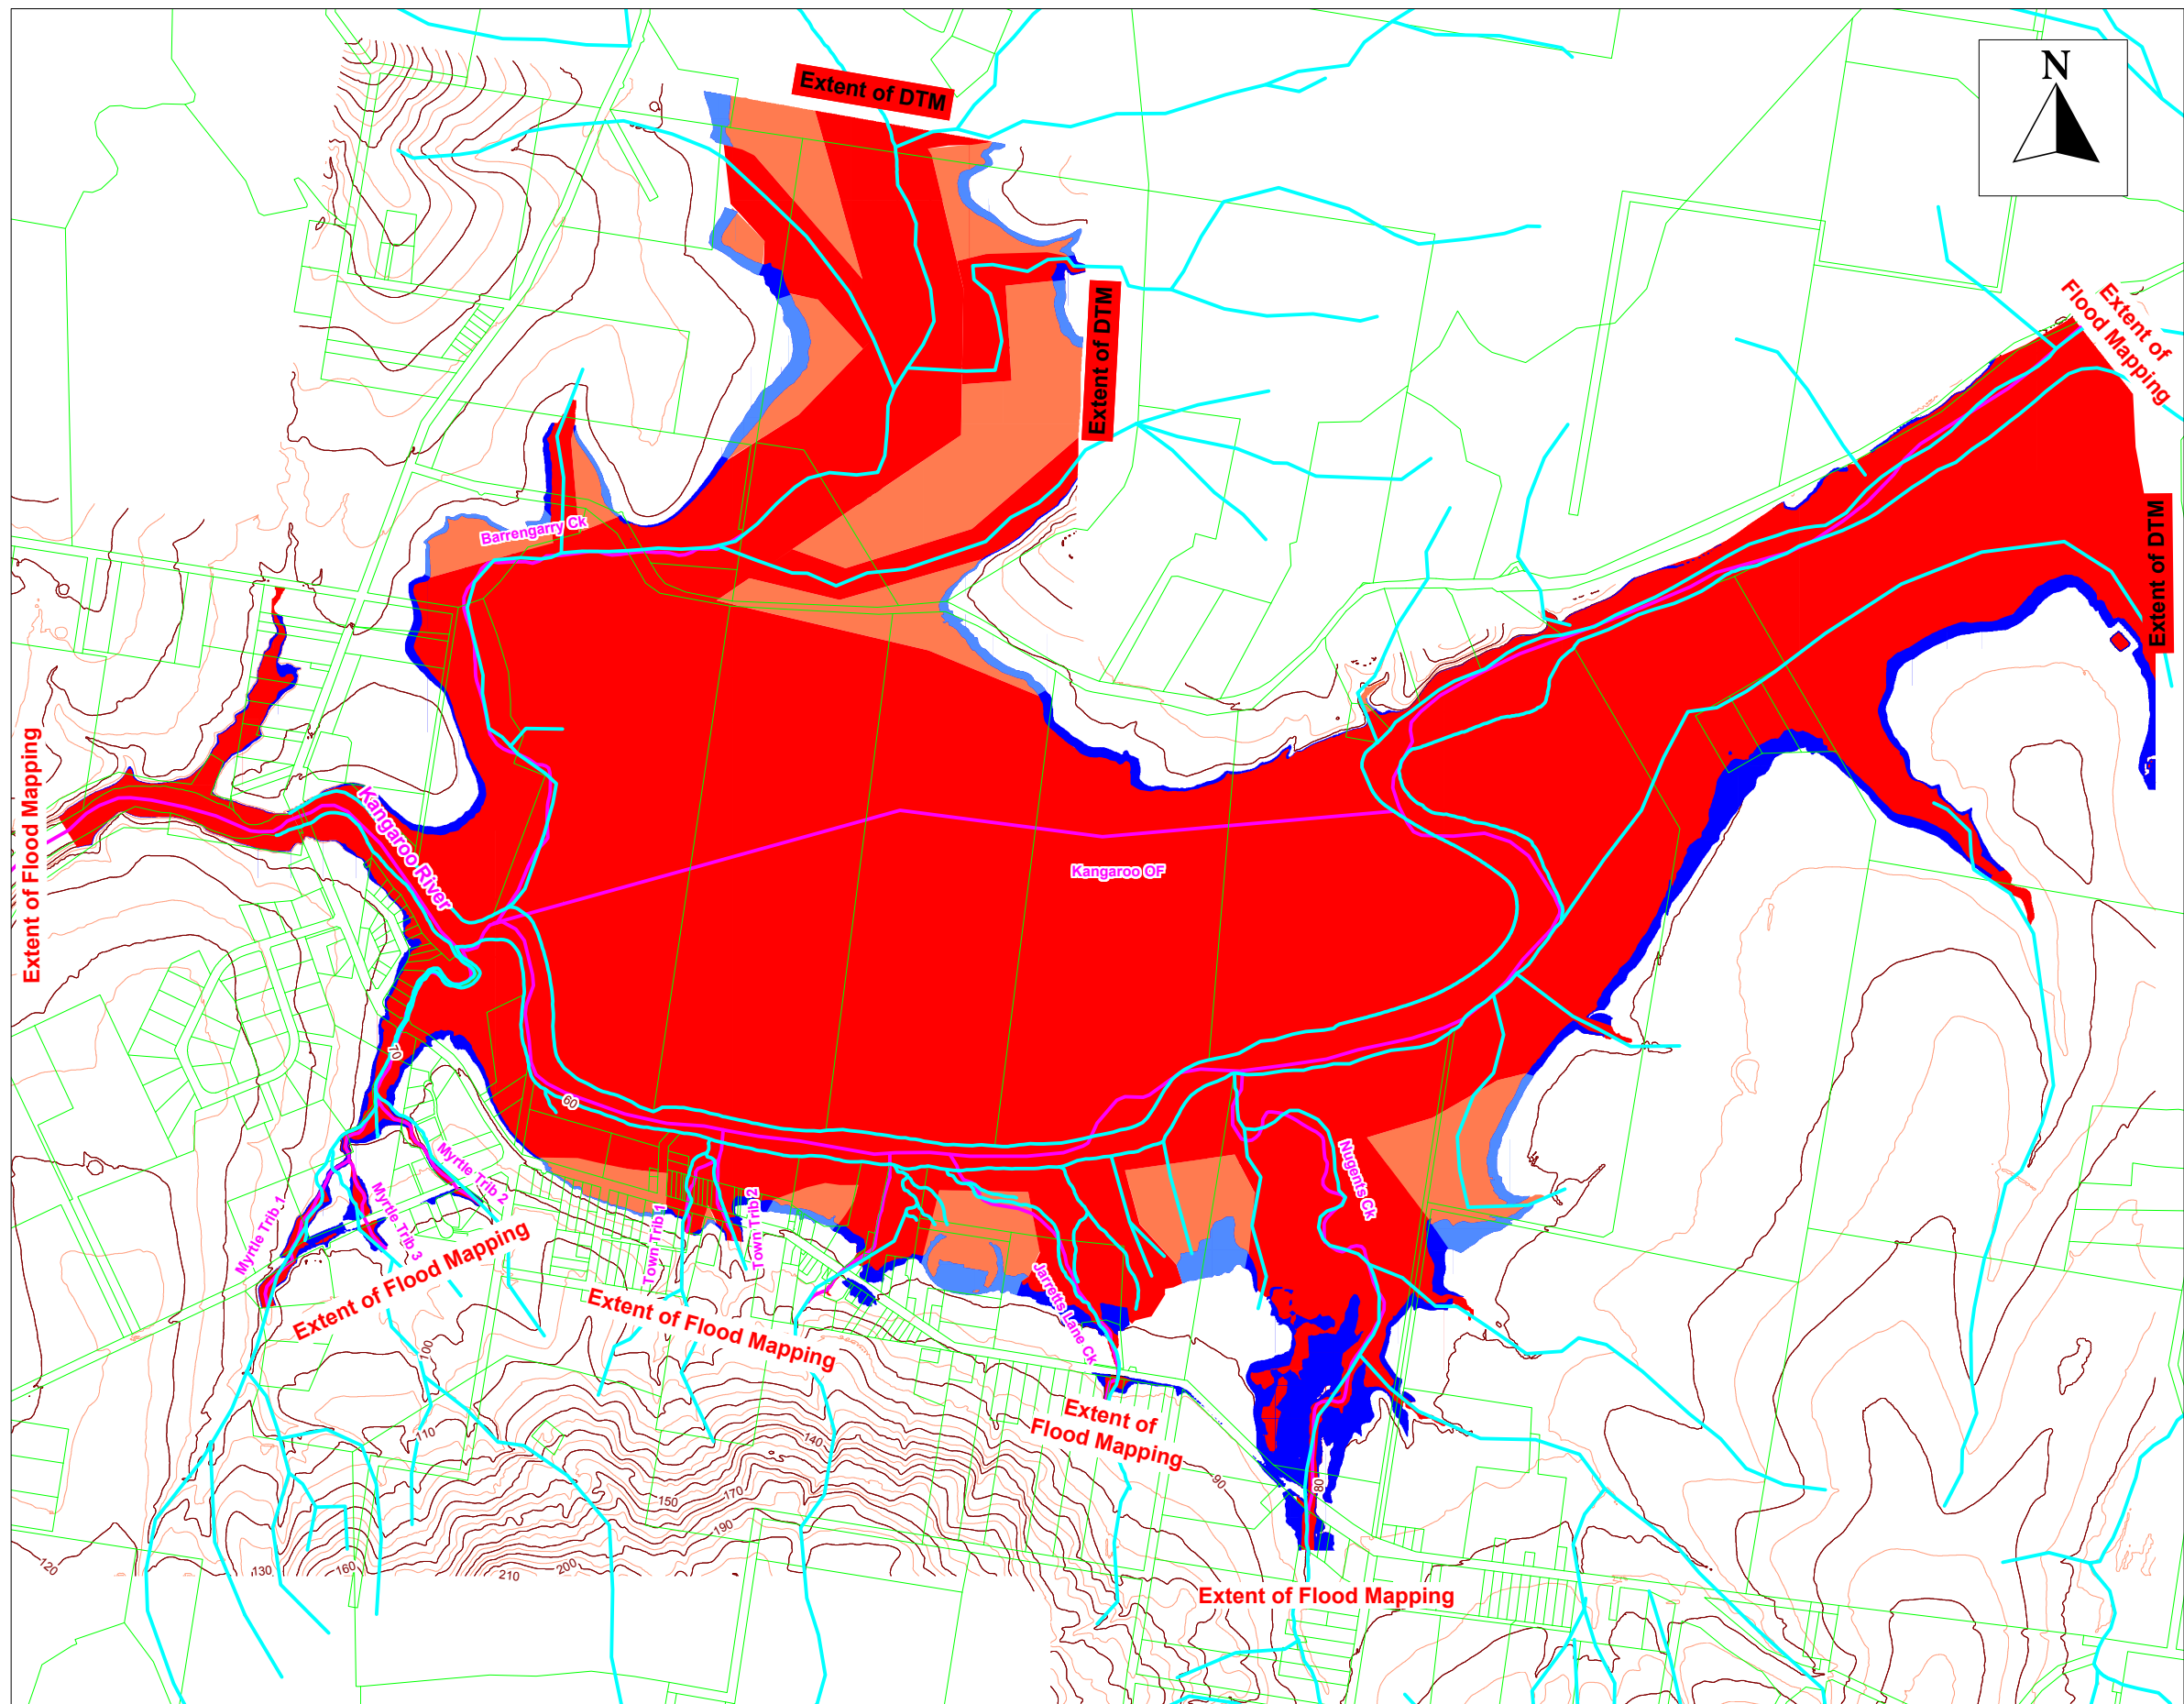 N
Extent of DTM
Extent of DTM
Extent of
Flood Mapping
Extent of DTM
Barrengarry Ck
Extent of Flood Mapping
Kangaroo River
Kangaroo OF
70
60
Myrtle Trib 2
Nugents Ck
Myrtle Trib 1
Myrtle Trib 3
Town Trib 1
Town Trib 2
Jarretts Lane Ck
Extent of Flood Mapping
Extent of Flood Mapping
100
Extent of
Flood Mapping
110
140
90
80
150
170
190
120
130
160
210
200
Extent of Flood Mapping